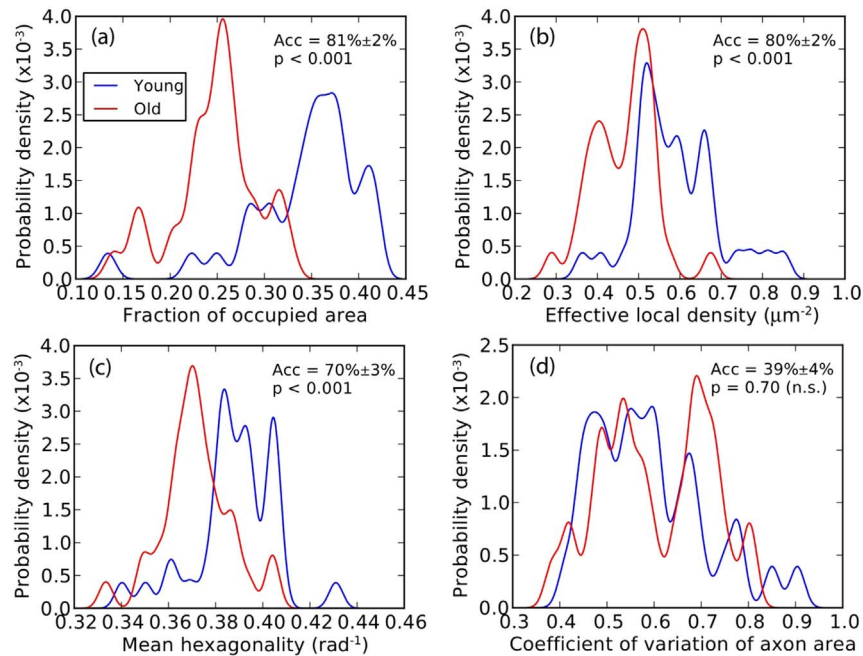 (a)
Acc = 81%±2%
p < 0.001
Young
Old
Probability density (x10⁻³)
4.0
3.5
3.0
2.5
2.0
1.5
1.0
0.5
0.0
0.10 0.15 0.20 0.25 0.30 0.35 0.40 0.45
Fraction of occupied area
(b)
Acc = 80%±2%
p < 0.001
Probability density (x10⁻³)
4.0
3.5
3.0
2.5
2.0
1.5
1.0
0.5
0.0
0.2 0.3 0.4 0.5 0.6 0.7 0.8 0.9 1.0
Effective local density (μm⁻²)
(c)
Acc = 70%±3%
p < 0.001
Probability density (x10⁻³)
4.0
3.5
3.0
2.5
2.0
1.5
1.0
0.5
0.0
0.32 0.34 0.36 0.38 0.40 0.42 0.44 0.46
Mean hexagonality (rad⁻¹)
(d)
Acc = 39%±4%
p = 0.70 (n.s.)
Probability density (x10⁻³)
2.5
2.0
1.5
1.0
0.5
0.0
0.3 0.4 0.5 0.6 0.7 0.8 0.9 1.0
Coefficient of variation of axon area